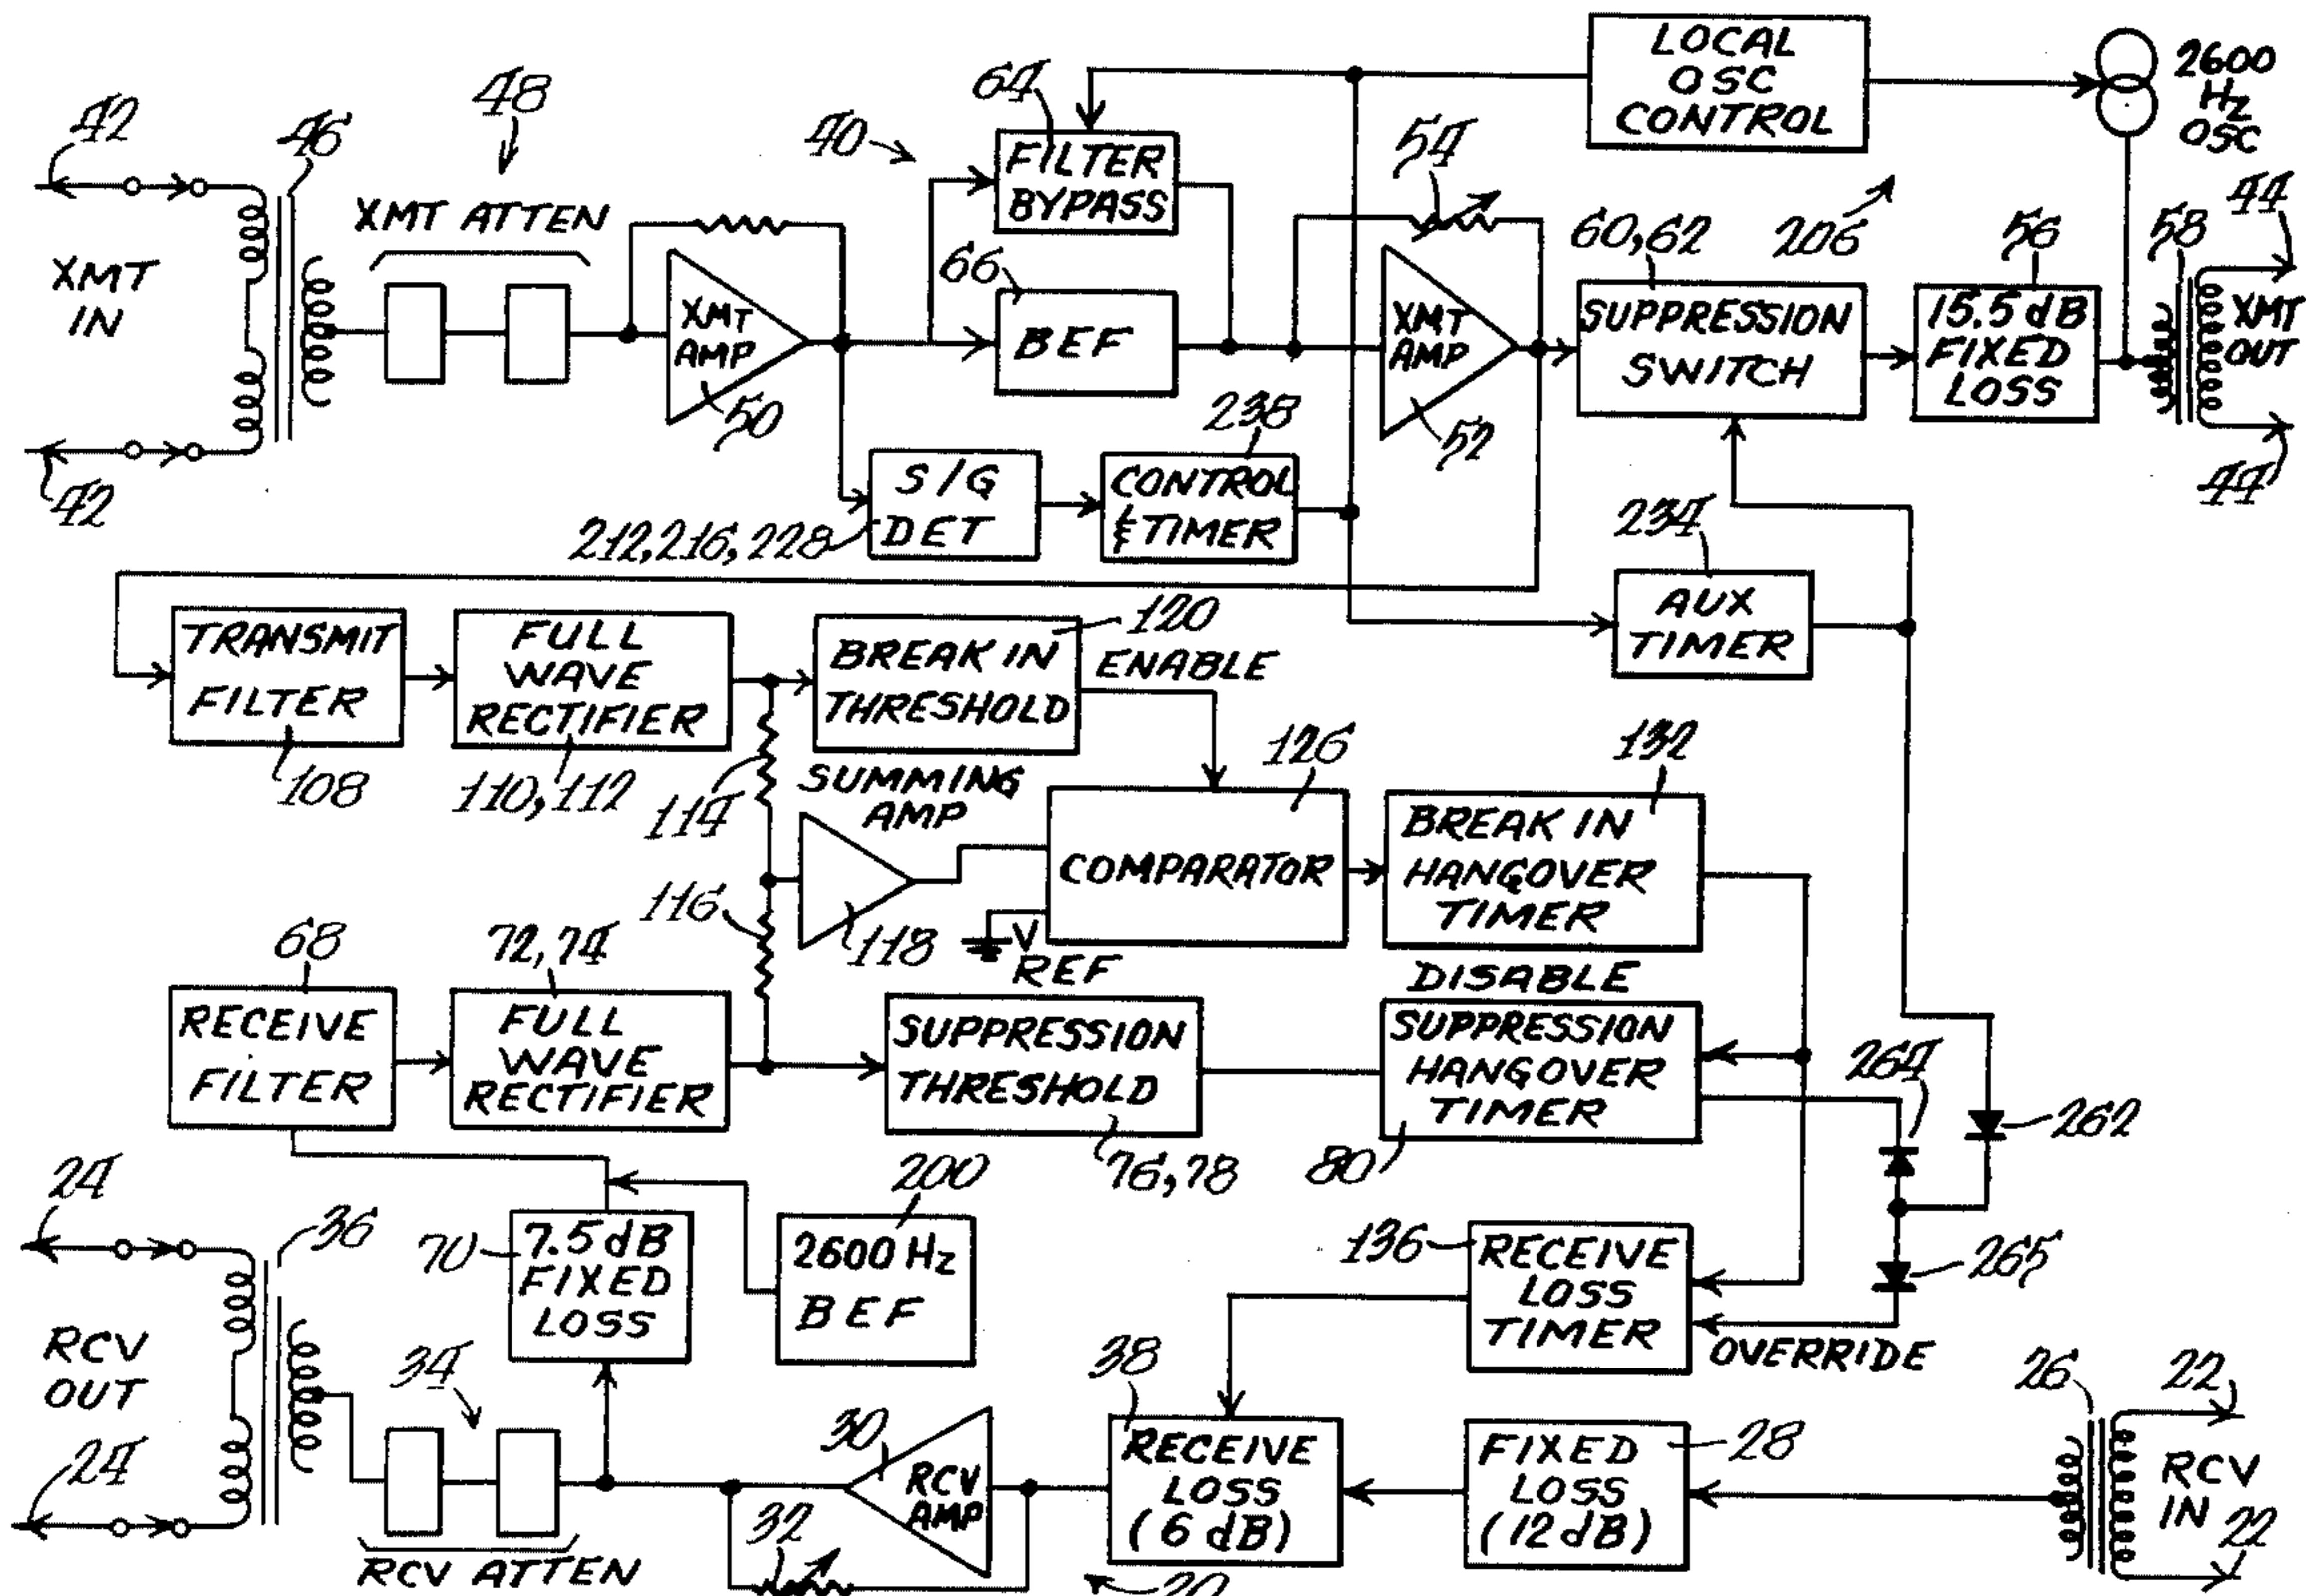 LOCAL
OSC
CONTROL
2600
Hz
OSC
42
46
48
64
40
54
206
44
XMT ATTEN
FILTER
BYPASS
60,62
56
58
XMT
IN
XMT
AMP
50
66
BEF
XMT
AMP
52
SUPPRESSION
SWITCH
15.5 dB
FIXED
LOSS
XMT
OUT
42
S/G
DET
212,216,228
238
CONTROL
& TIMER
234
44
AUX
TIMER
TRANSMIT
FILTER
108
FULL
WAVE
RECTIFIER
110,112
114
BREAK IN
THRESHOLD
120
ENABLE
SUMMING
AMP
118
126
COMPARATOR
V
REF
132
BREAK IN
HANGOVER
TIMER
DISABLE
116
68
RECEIVE
FILTER
72,74
FULL
WAVE
RECTIFIER
SUPPRESSION
THRESHOLD
76,78
SUPPRESSION
HANGOVER
TIMER
80
264
262
24
36
70
7.5 dB
FIXED
LOSS
200
2600 Hz
BEF
136
RECEIVE
LOSS
TIMER
265
OVERRIDE
RCV
OUT
34
24
RCV ATTEN
30
RCV
AMP
32
38
RECEIVE
LOSS
(6 dB)
FIXED
LOSS
(12 dB)
28
26
22
RCV
IN
22
20